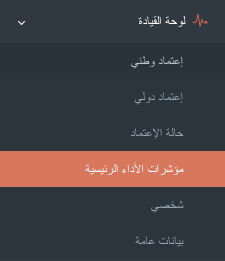 لوحة القيادة
إعتماد وطني
إعتماد دولي
حالة الإعتماد
مؤشرات الأداء الرئيسية
شخصي
بيانات عامة